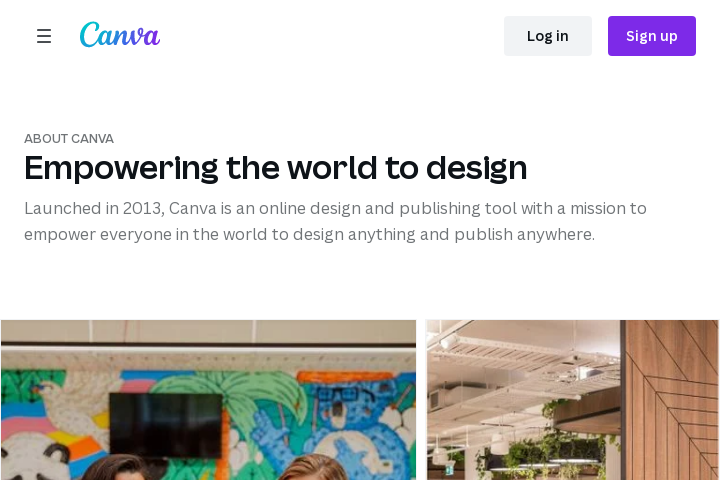 Canva
Log in
Sign up
ABOUT CANVA
Empowering the world to design
Launched in 2013, Canva is an online design and publishing tool with a mission to
empower everyone in the world to design anything and publish anywhere.